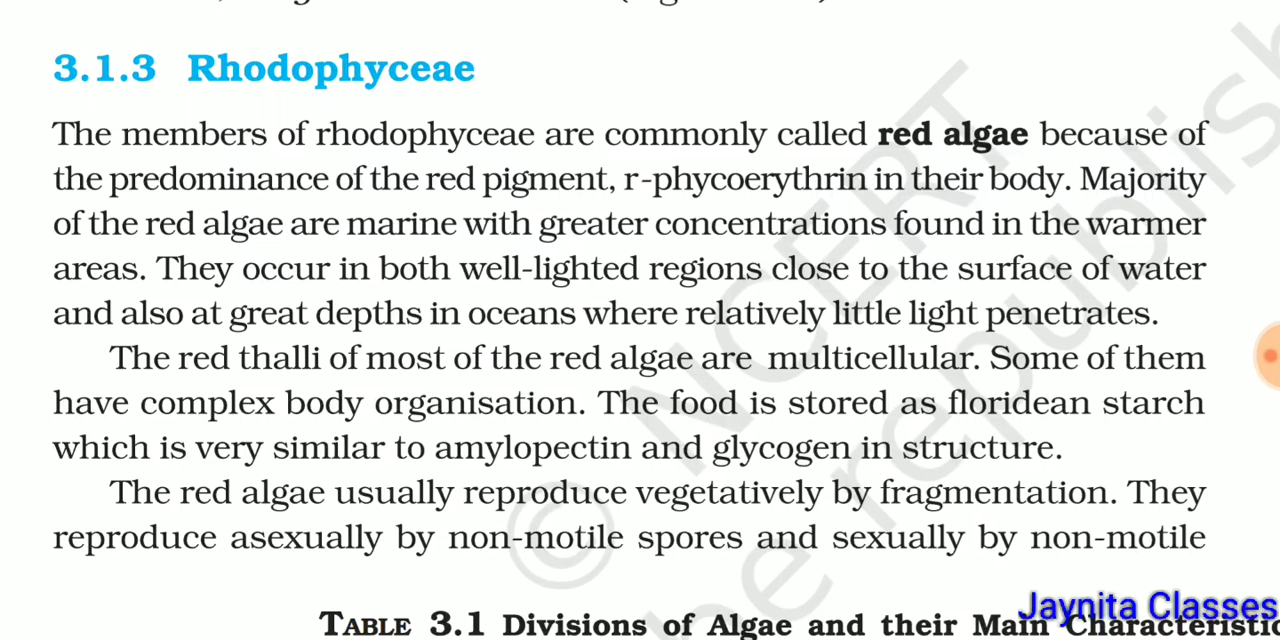 3.1.3 Rhodophyceae
The members of rhodophyceae are commonly called red algae because of
the predominance of the red pigment, r-phycoerythrin in their body. Majority
of the red algae are marine with greater concentrations found in the warmer
areas. They occur in both well-lighted regions close to the surface of water
and also at great depths in oceans where relatively little light penetrates.
The red thalli of most of the red algae are multicellular. Some of them
have complex body organisation. The food is stored as floridean starch
which is very similar to amylopectin and glycogen in structure.
The red algae usually reproduce vegetatively by fragmentation. They
reproduce asexually by non-motile spores and sexually by non-motile
TABLE 3.1 Divisions of Algae and their Main
Jaynita Classes
© NCERT
be republish